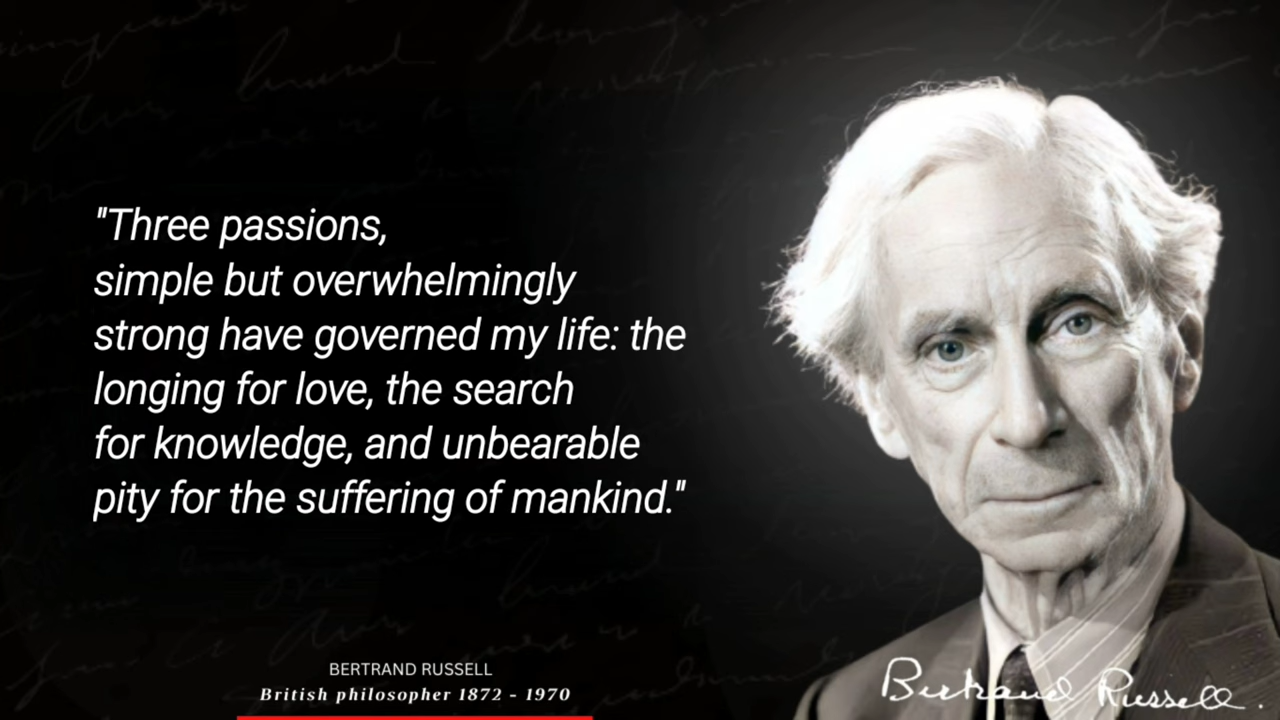 "Three passions,
simple but overwhelmingly
strong have governed my life: the
longing for love, the search
for knowledge, and unbearable
pity for the suffering of mankind."
BERTRAND RUSSELL
British philosopher 1872 - 1970
Bertrand Russell.